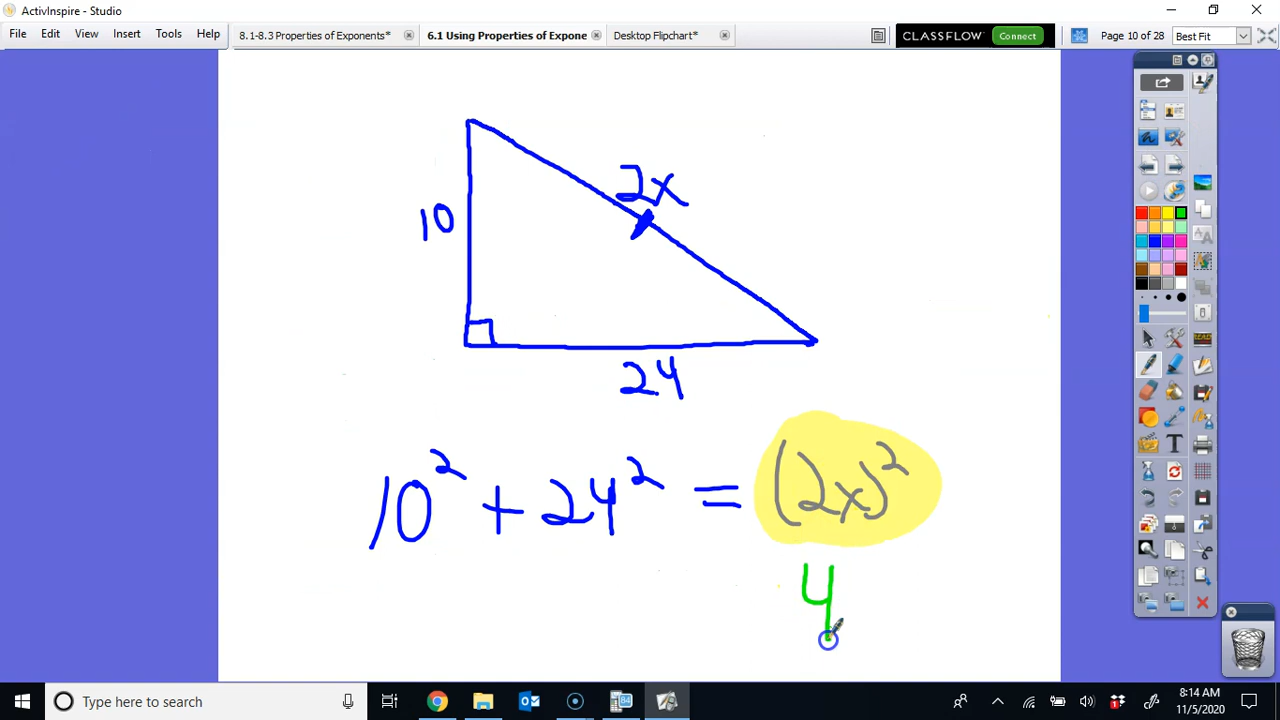 ActivInspire - Studio
File Edit View Insert Tools Help
8.1-8.3 Properties of Exponents*
6.1 Using Properties of Expone
Desktop Flipchart*
CLASSFLOW Connect
Page 10 of 28
Best Fit
2x
10
24
10² + 24² = (2x)²
4
Type here to search
8:14 AM
11/5/2020